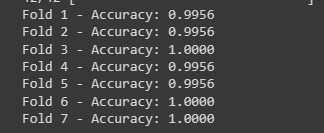 Fold 1 - Accuracy: 0.9956
Fold 2 - Accuracy: 0.9956
Fold 3 - Accuracy: 1.0000
Fold 4 - Accuracy: 0.9956
Fold 5 - Accuracy: 0.9956
Fold 6 - Accuracy: 1.0000
Fold 7 - Accuracy: 1.0000